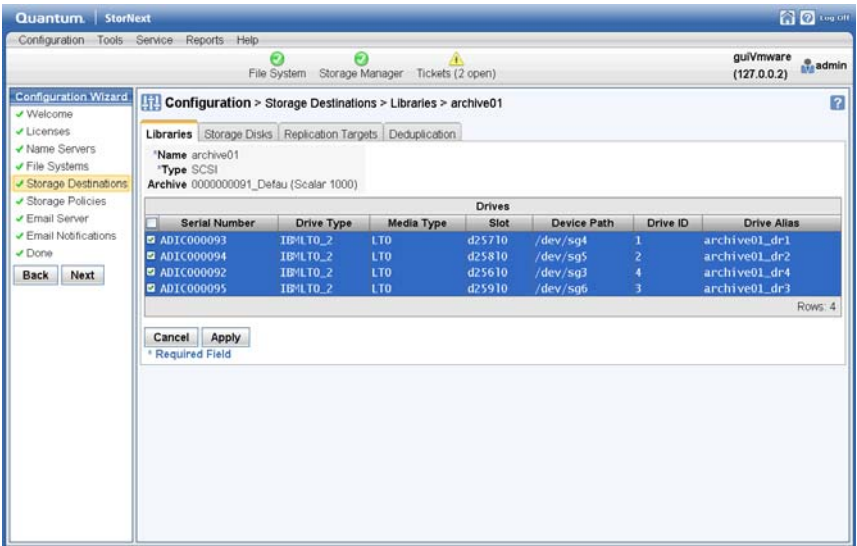 Quantum. StorNext Log Off
Configuration Tools Service Reports Help
File System Storage Manager Tickets (2 open)
guiVmware
(127.0.0.2)
admin
Configuration Wizard
Welcome
Licenses
Name Servers
File Systems
Storage Destinations
Storage Policies
Email Server
Email Notifications
Done
Back Next
Configuration > Storage Destinations > Libraries > archive01
?
Libraries Storage Disks Replication Targets Deduplication
*Name archive01
*Type SCSI
Archive 0000000091_Defau (Scalar 1000)
Drives
Serial Number Drive Type Media Type Slot Device Path Drive ID Drive Alias
ADIC000093 IBMLTO_2 LTO d25710 /dev/sg4 1 archive01_dr1
ADIC000094 IBMLTO_2 LTO d25810 /dev/sg5 2 archive01_dr2
ADIC000092 IBMLTO_2 LTO d25610 /dev/sg3 4 archive01_dr4
ADIC000095 IBMLTO_2 LTO d25910 /dev/sg6 3 archive01_dr3
Rows: 4
Cancel Apply
* Required Field